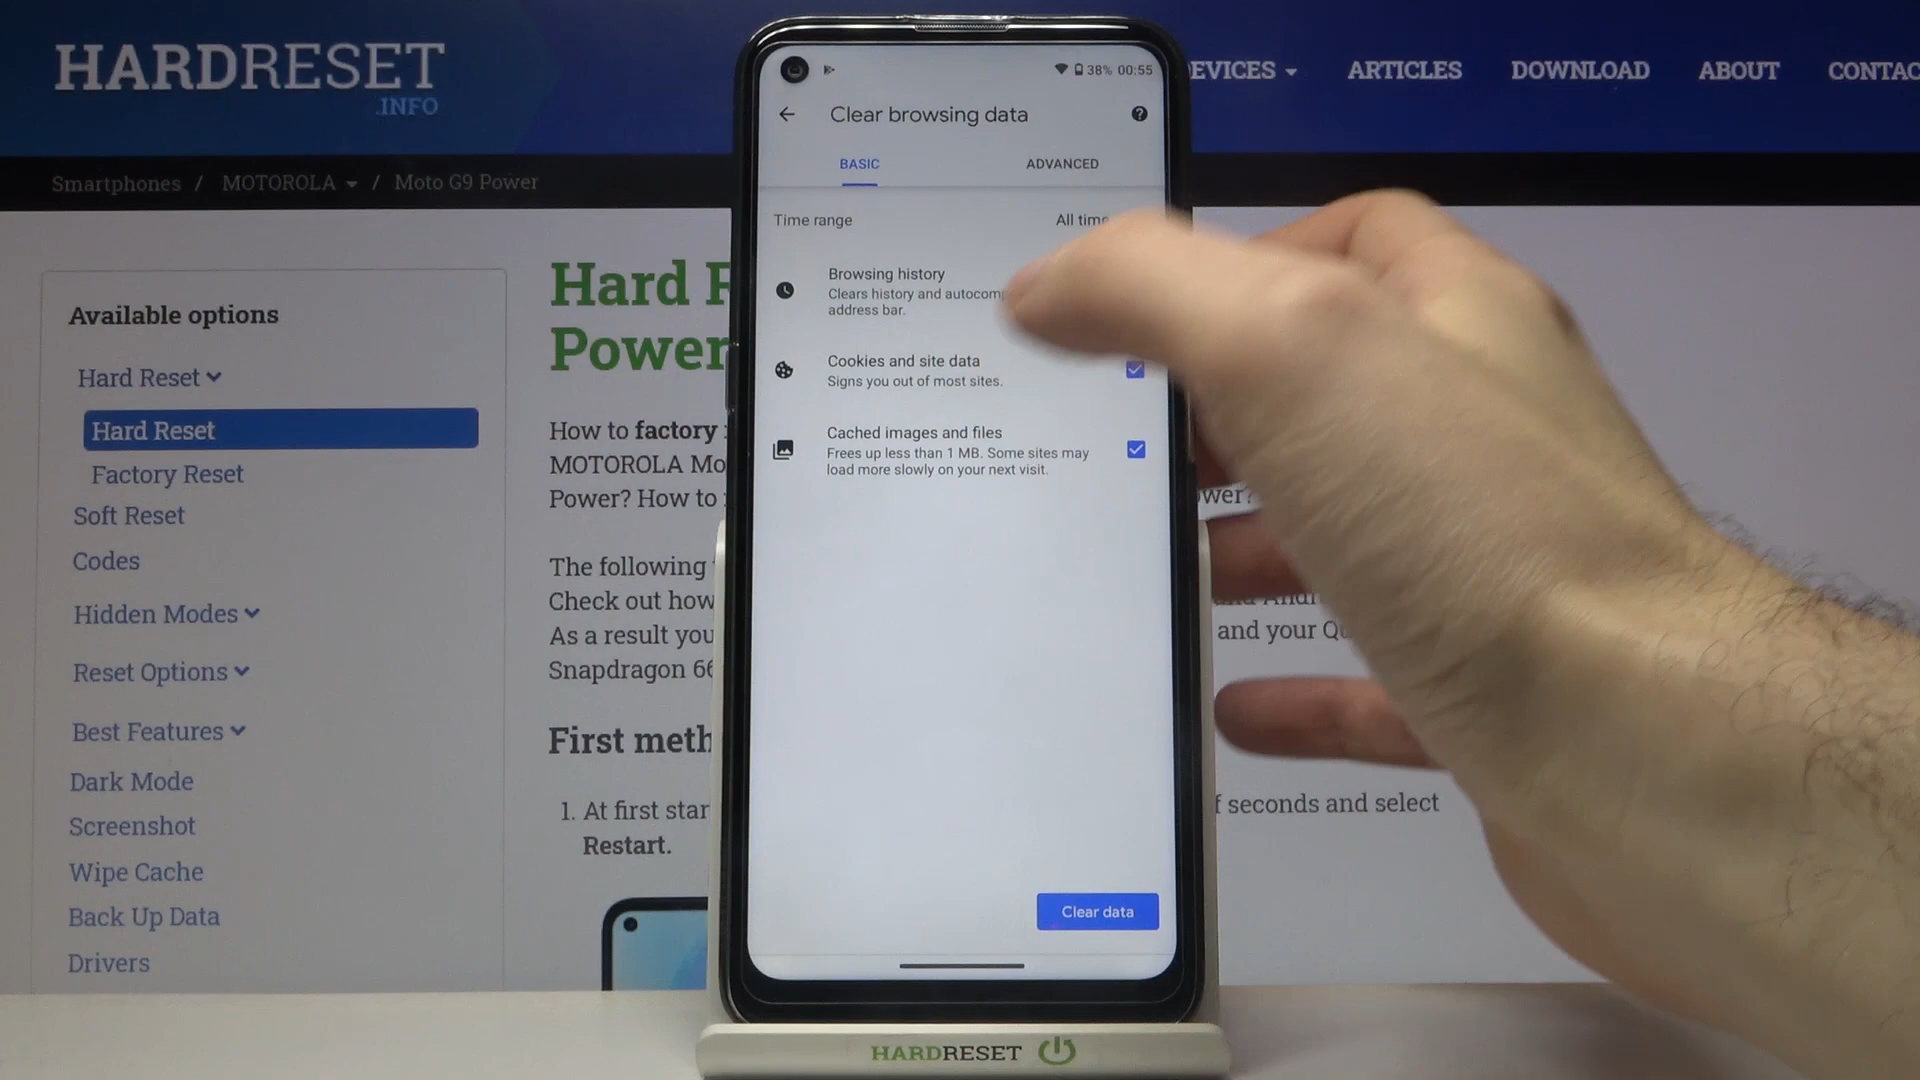 HARDRESET
.INFO
EVICES
ARTICLES
DOWNLOAD
ABOUT
CONTAC
Smartphones / MOTOROLA / Moto G9 Power
Available options
Hard Reset
Hard Reset
Factory Reset
Soft Reset
Codes
Hidden Modes
Reset Options
Best Features
Dark Mode
Screenshot
Wipe Cache
Back Up Data
Drivers
Hard R
Power
How to factory
MOTOROLA Mo
Power? How to
wer?
The following
Check out how
As a result you
and your Qu
Snapdragon 66
First meth
1. At first star
f seconds and select
Restart.
38% 00:55
Clear browsing data
BASIC
ADVANCED
Time range
All time
Browsing history
Clears history and autocom
address bar.
Cookies and site data
Signs you out of most sites.
Cached images and files
Frees up less than 1 MB. Some sites may
load more slowly on your next visit.
Clear data
HARDRESET